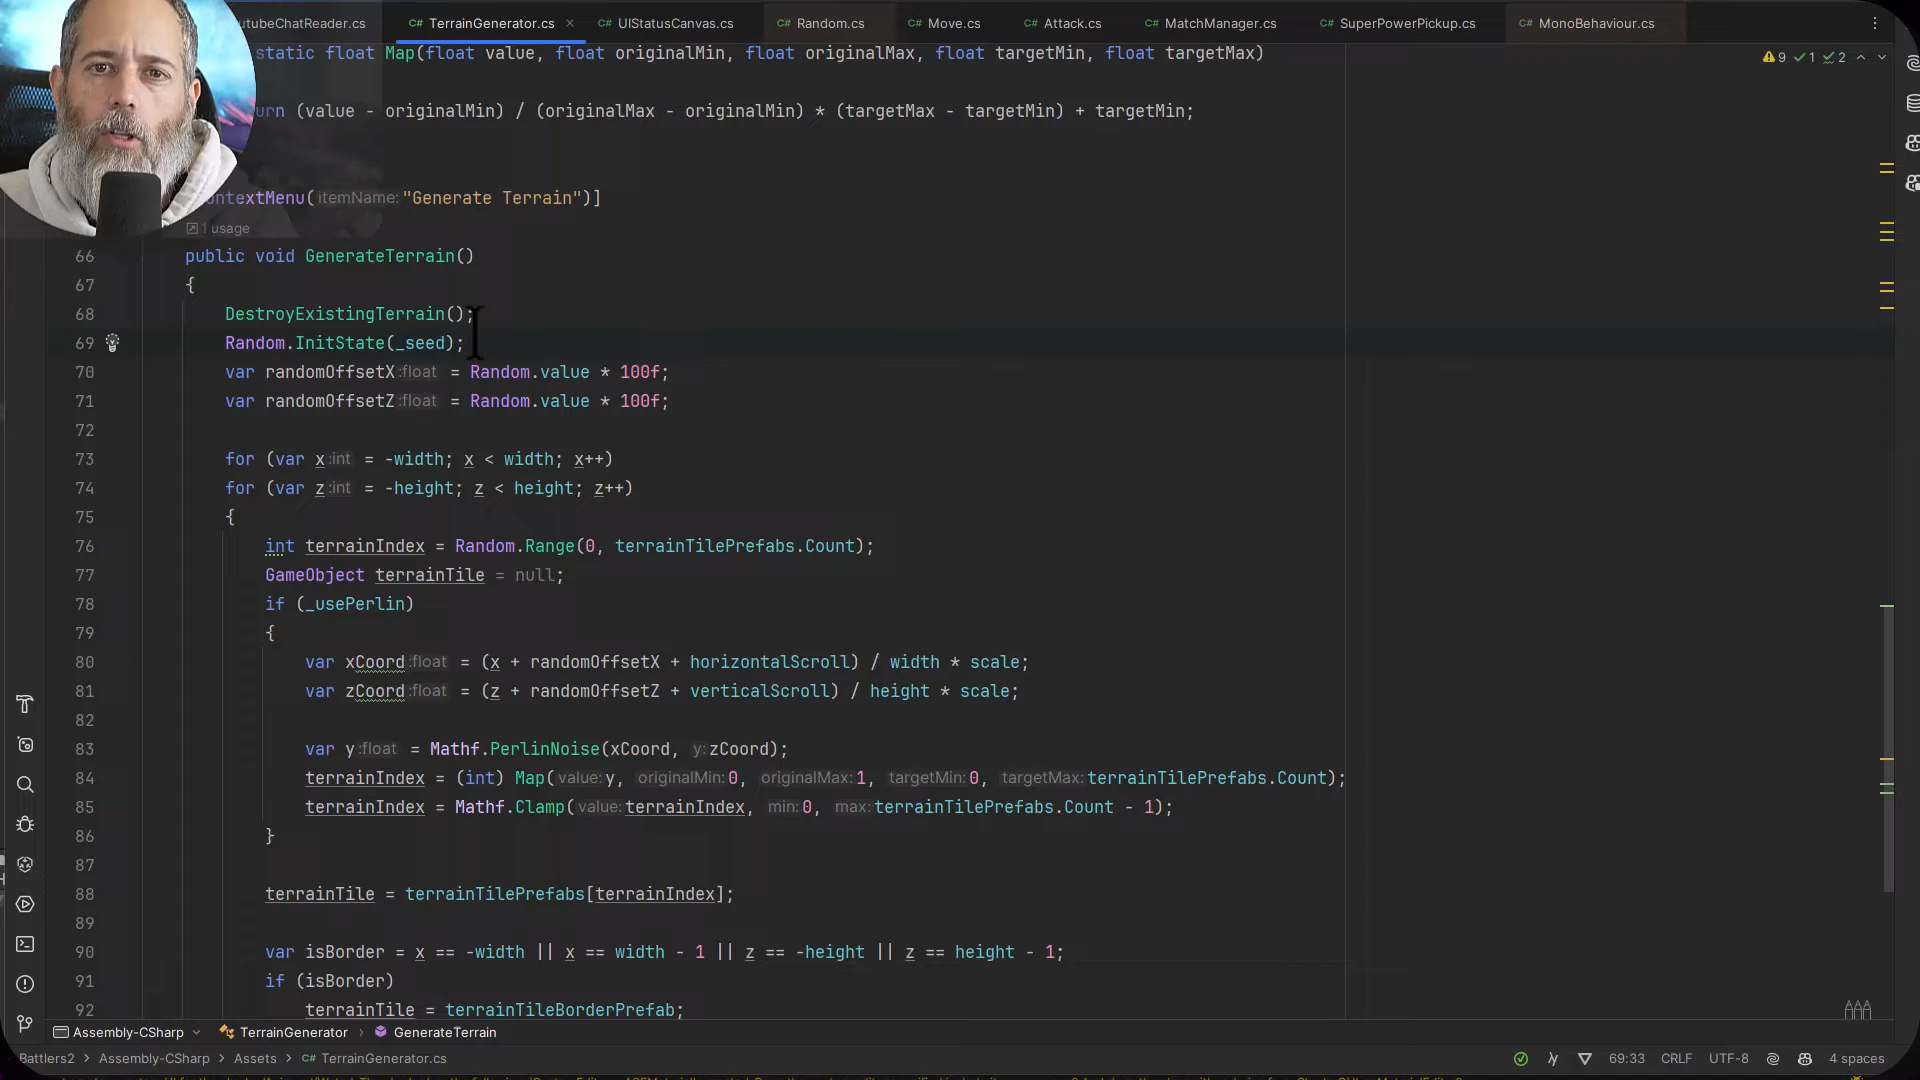 utubeChatReader.cs C# TerrainGenerator.cs × C# UIStatusCanvas.cs C# Random.cs C# Move.cs C# Attack.cs C# MatchManager.cs C# SuperPowerPickup.cs C# MonoBehaviour.cs
static float Map(float value, float originalMin, float originalMax, float targetMin, float targetMax)
9 1 2
urn (value - originalMin) / (originalMax - originalMin) * (targetMax - targetMin) + targetMin;
ontextMenu(itemName:"Generate Terrain")]
1 usage
66 public void GenerateTerrain()
67 {
68 DestroyExistingTerrain();
69 Random.InitState(_seed);
70 var randomOffsetX:float = Random.value * 100f;
71 var randomOffsetZ:float = Random.value * 100f;
72
73 for (var x:int = -width; x < width; x++)
74 for (var z:int = -height; z < height; z++)
75 {
76 int terrainIndex = Random.Range(0, terrainTilePrefabs.Count);
77 GameObject terrainTile = null;
78 if (_usePerlin)
79 {
80 var xCoord:float = (x + randomOffsetX + horizontalScroll) / width * scale;
81 var zCoord:float = (z + randomOffsetZ + verticalScroll) / height * scale;
82
83 var y:float = Mathf.PerlinNoise(xCoord, y:zCoord);
84 terrainIndex = (int) Map(value:y, originalMin:0, originalMax:1, targetMin:0, targetMax:terrainTilePrefabs.Count);
85 terrainIndex = Mathf.Clamp(value:terrainIndex, min:0, max:terrainTilePrefabs.Count - 1);
86 }
87
88 terrainTile = terrainTilePrefabs[terrainIndex];
89
90 var isBorder = x == -width || x == width - 1 || z == -height || z == height - 1;
91 if (isBorder)
92 terrainTile = terrainTileBorderPrefab;
Assembly-CSharp TerrainGenerator > GenerateTerrain
Battlers2 > Assembly-CSharp > Assets > C# TerrainGenerator.cs 69:33 CRLF UTF-8 4 spaces